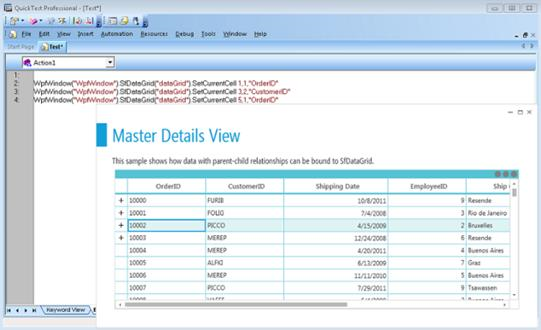 QuickTest Professional - [Test*]
File Edit View Insert Automation Resources Debug Tools Window Help
Start Page Test*
Action1
1:
2: WpfWindow("WpfWindow").SfDataGrid("dataGrid").SetCurrentCell 1,1,"OrderID"
3: WpfWindow("WpfWindow").SfDataGrid("dataGrid").SetCurrentCell 3,2,"CustomerID"
4: WpfWindow("WpfWindow").SfDataGrid("dataGrid").SetCurrentCell 5,1,"OrderID"
Master Details View
This sample shows how data with parent-child relationships can be bound to SfDataGrid.
OrderID CustomerID Shipping Date EmployeeID Ship
+ 10000 FURIB 10/8/2011 9 Resende
+ 10001 FOLIG 7/4/2008 3 Rio de Janeiro
+ 10002 PICCO 4/15/2009 2 Bruxelles
+ 10003 MEREP 12/24/2008 6 Resende
10004 MEREP 4/20/2011 4 Buenos Aires
10005 ALFKI 6/13/2009 7 Graz
10006 MEREP 11/11/2010 5 Buenos Aires
10007 PICCO 7/29/2011 9 Tsawassen
Keyword View